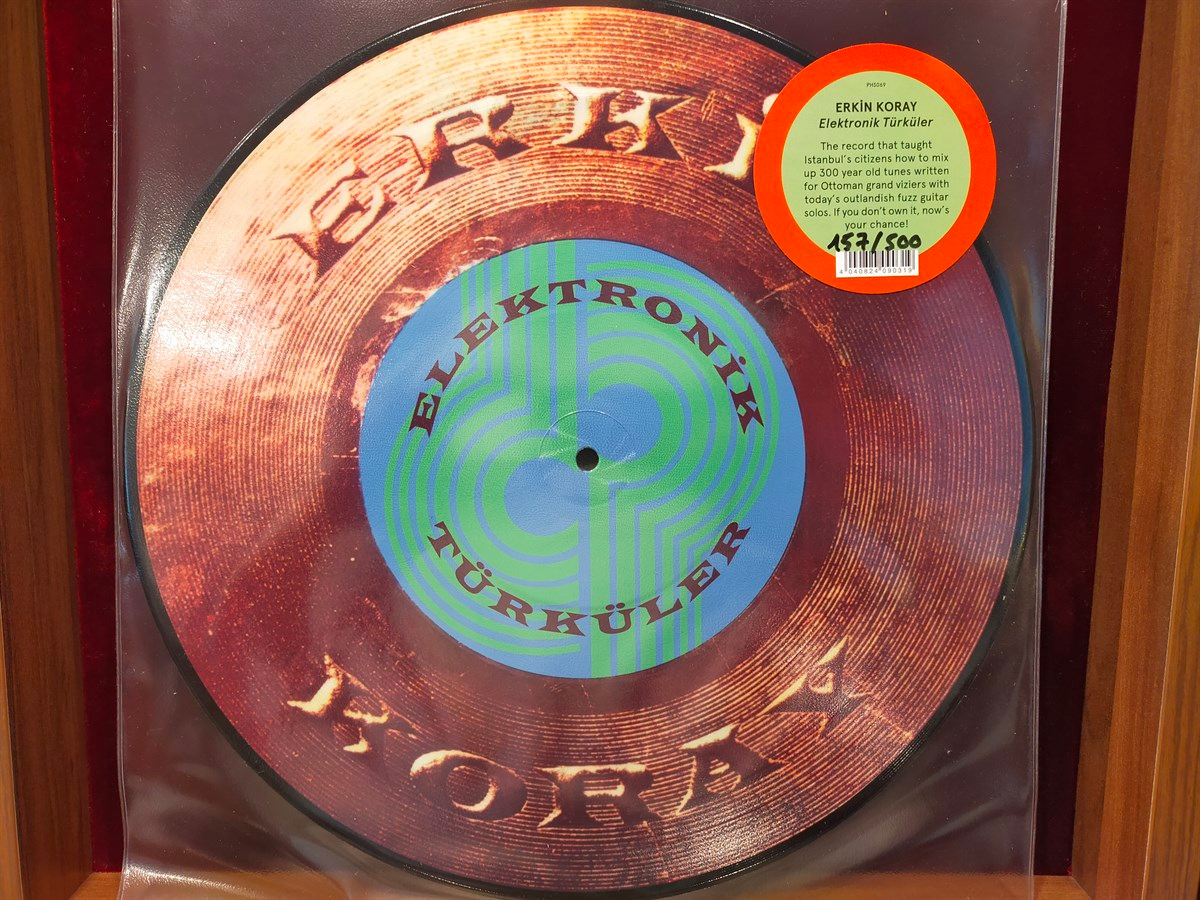 ERKİ
PHS069
ERKİN KORAY
Elektronik Türküler
The record that taught
Istanbul's citizens how to mix
up 300 year old tunes written
for Ottoman grand viziers with
today's outlandish fuzz guitar
solos. If you don't own it, now's
your chance!
157/500
4 040824 090319
ELEKTRONİK
TÜRKÜLER
KORAY